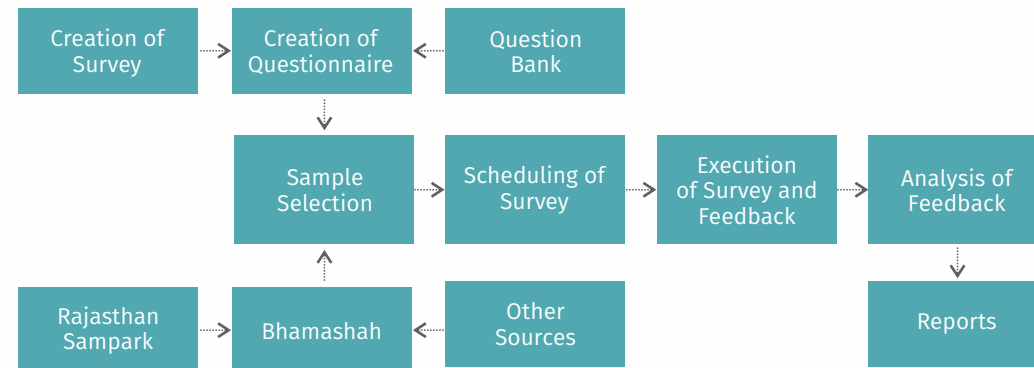 Creation of
Survey
Creation of
Questionnaire
Question
Bank
Sample
Selection
Scheduling of
Survey
Execution
of Survey and
Feedback
Analysis of
Feedback
Rajasthan
Sampark
Bhamashah
Other
Sources
Reports